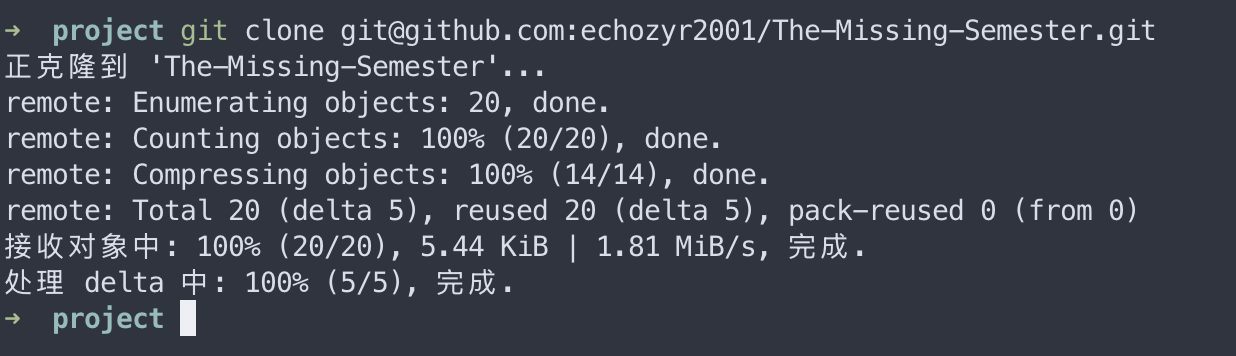 → project git clone git@github.com:echozyr2001/The-Missing-Semester.git
正克隆到 'The-Missing-Semester'...
remote: Enumerating objects: 20, done.
remote: Counting objects: 100% (20/20), done.
remote: Compressing objects: 100% (14/14), done.
remote: Total 20 (delta 5), reused 20 (delta 5), pack-reused 0 (from 0)
接收对象中: 100% (20/20), 5.44 KiB | 1.81 MiB/s, 完成.
处理 delta 中: 100% (5/5), 完成.
→ project